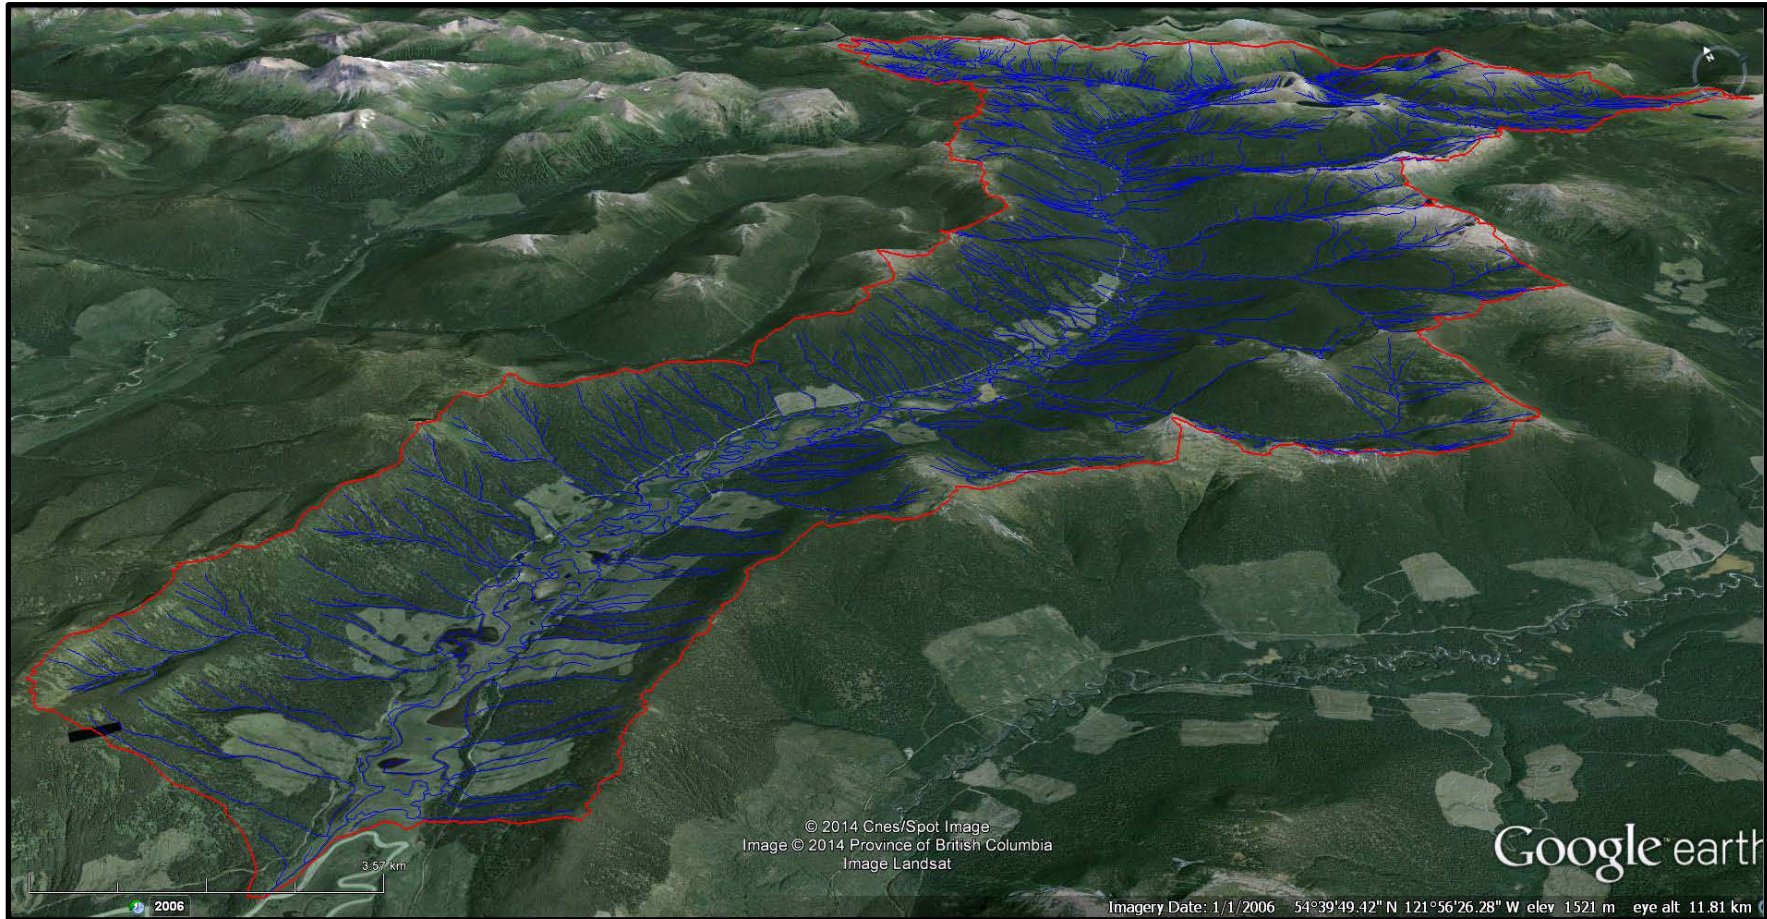 N
© 2014 Cnes/Spot Image
Image © 2014 Province of British Columbia
Image Landsat
Google earth
3.57 km
2006
Imagery Date: 1/1/2006 54°39'49.42" N 121°56'26.28" W elev 1521 m eye alt 11.81 km